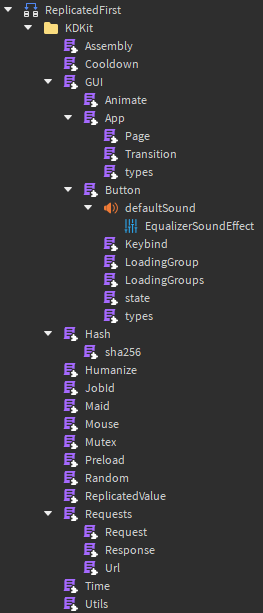 ReplicatedFirst
KDKit
Assembly
Cooldown
GUI
Animate
App
Page
Transition
types
Button
defaultSound
EqualizerSoundEffect
Keybind
LoadingGroup
LoadingGroups
state
types
Hash
sha256
Humanize
JobId
Maid
Mouse
Mutex
Preload
Random
ReplicatedValue
Requests
Request
Response
Url
Time
Utils